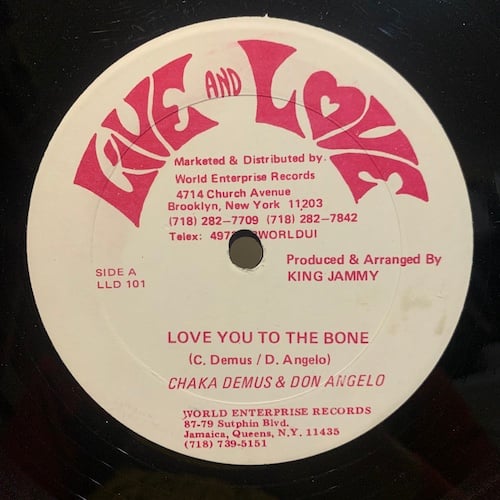 LIVE AND LOVE
Marketed & Distributed by
World Enterprise Records
4714 Church Avenue
Brooklyn, New York 11203
(718) 282-7709 (718) 282-7842
Telex: WORLDUI
Produced & Arranged By
KING JAMMY
SIDE A
LLD 101
LOVE YOU TO THE BONE
(C. Demus / D. Angelo)
CHAKA DEMUS & DON ANGELO
WORLD ENTERPRISE RECORDS
87-79 Sutphin Blvd.
Jamaica, Queens, N.Y. 11435
(718) 739-5151